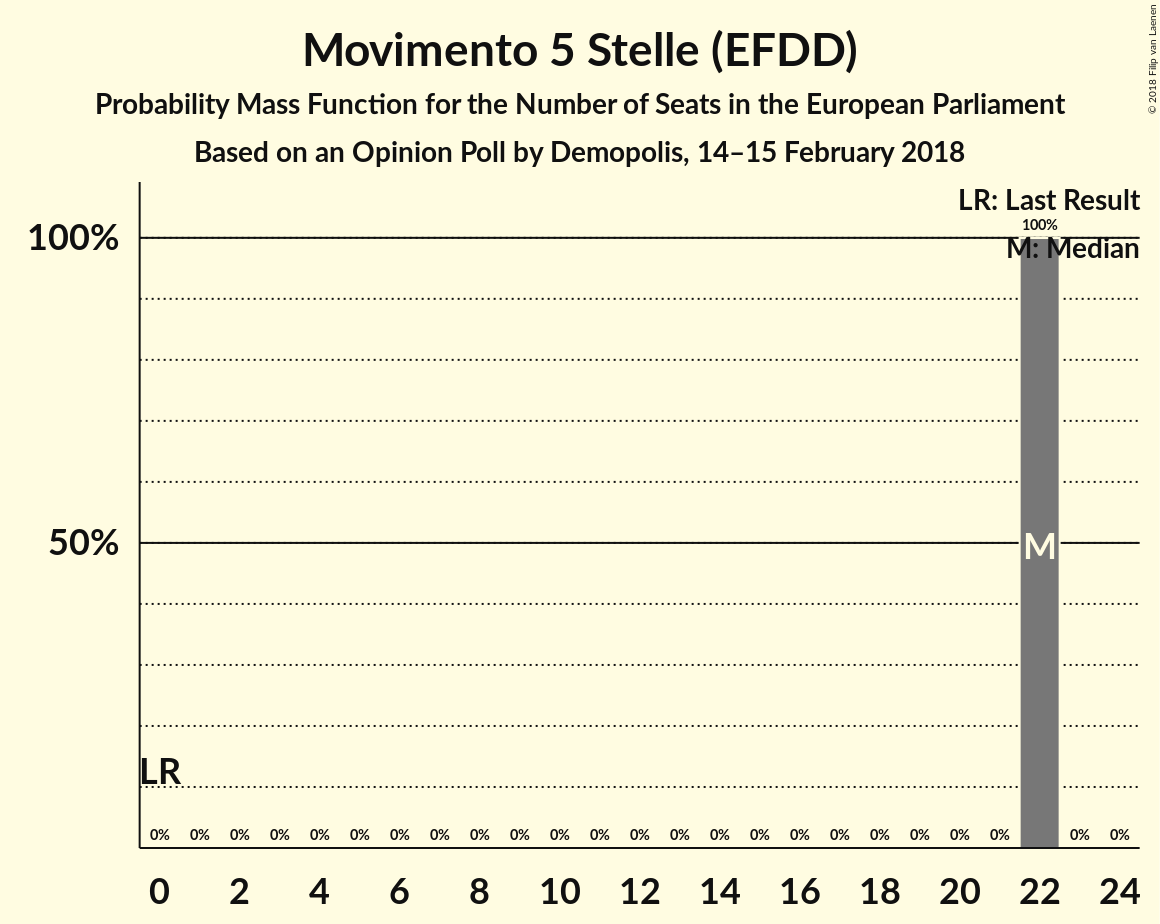 Movimento 5 Stelle (EFDD)
Probability Mass Function for the Number of Seats in the European Parliament
Based on an Opinion Poll by Demopolis, 14–15 February 2018
© 2018 Filip van Laenen
LR: Last Result
100%
100%
M: Median
50%
M
LR
0% 0% 0% 0% 0% 0% 0% 0% 0% 0% 0% 0% 0% 0% 0% 0% 0% 0% 0% 0% 0% 0% 0% 0%
0 2 4 6 8 10 12 14 16 18 20 22 24